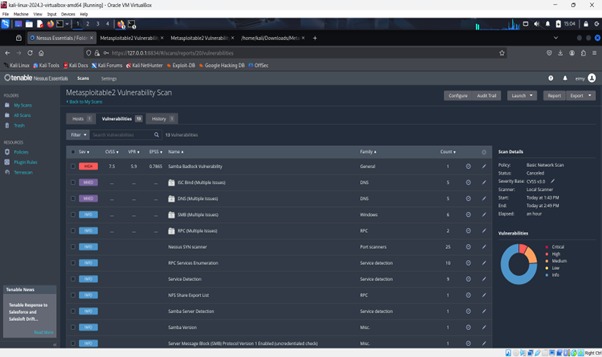 kali-linux-2024.2-virtualbox-amd64 [Running] - Oracle VM VirtualBox
File Machine View Input Devices Help
1 2 3 4
15:04
Nessus Essentials / Folder
Metasploitable2 Vulnerabil
Metasploitable2 Vulnerabil
/home/kali/Downloads/Meta
https://127.0.0.1:8834/#/scans/reports/20/vulnerabilities
Kali Linux Kali Tools Kali Docs Kali Forums Kali NetHunter Exploit-DB Google Hacking DB OffSec
tenable Nessus Essentials Scans Settings
FOLDERS
My Scans
All Scans
Trash
RESOURCES
Policies
Plugin Rules
Terrascan
Metasploitable2 Vulnerability Scan
< Back to My Scans
Configure Audit Trail Launch Report Export
Hosts 1 Vulnerabilities History 1
Filter Search Vulnerabilities 13 Vulnerabilities
Sev CVSS VPR EPSS Name Family Count
HIGH 7.5 5.9 0.7865 Samba Badlock Vulnerability General 1
MIXED ... ... ... ISC Bind (Multiple Issues) DNS 5
MIXED ... ... ... DNS (Multiple Issues) DNS 5
INFO ... ... ... SMB (Multiple Issues) Windows 6
INFO ... ... ... RPC (Multiple Issues) RPC 2
INFO Nessus SYN scanner Port scanners 25
INFO RPC Services Enumeration Service detection 10
INFO Service Detection Service detection 9
INFO NFS Share Export List RPC 1
INFO Samba Server Detection Service detection 1
INFO Samba Version Misc. 1
INFO Server Message Block (SMB) Protocol Version 1 Enabled (uncredentialed check) Misc. 1
Scan Details
Policy: Basic Network Scan
Status: Canceled
Severity Base: CVSS v3.0
Scanner: Local Scanner
Start: Today at 1:43 PM
End: Today at 2:49 PM
Elapsed: an hour
Vulnerabilities
Critical
High
Medium
Low
Info
Tenable News
Tenable Response to
Salesforce and
Salesloft Drift...
Read More
Right Ctrl